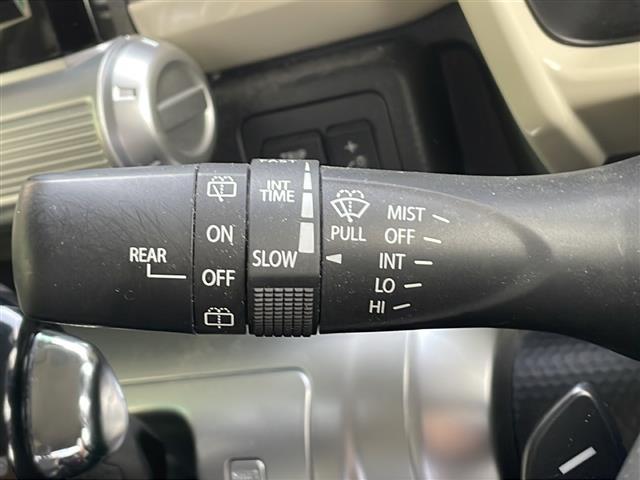 INT
TIME
SLOW
REAR
ON
OFF
PULL
MIST
OFF
INT
LO
HI